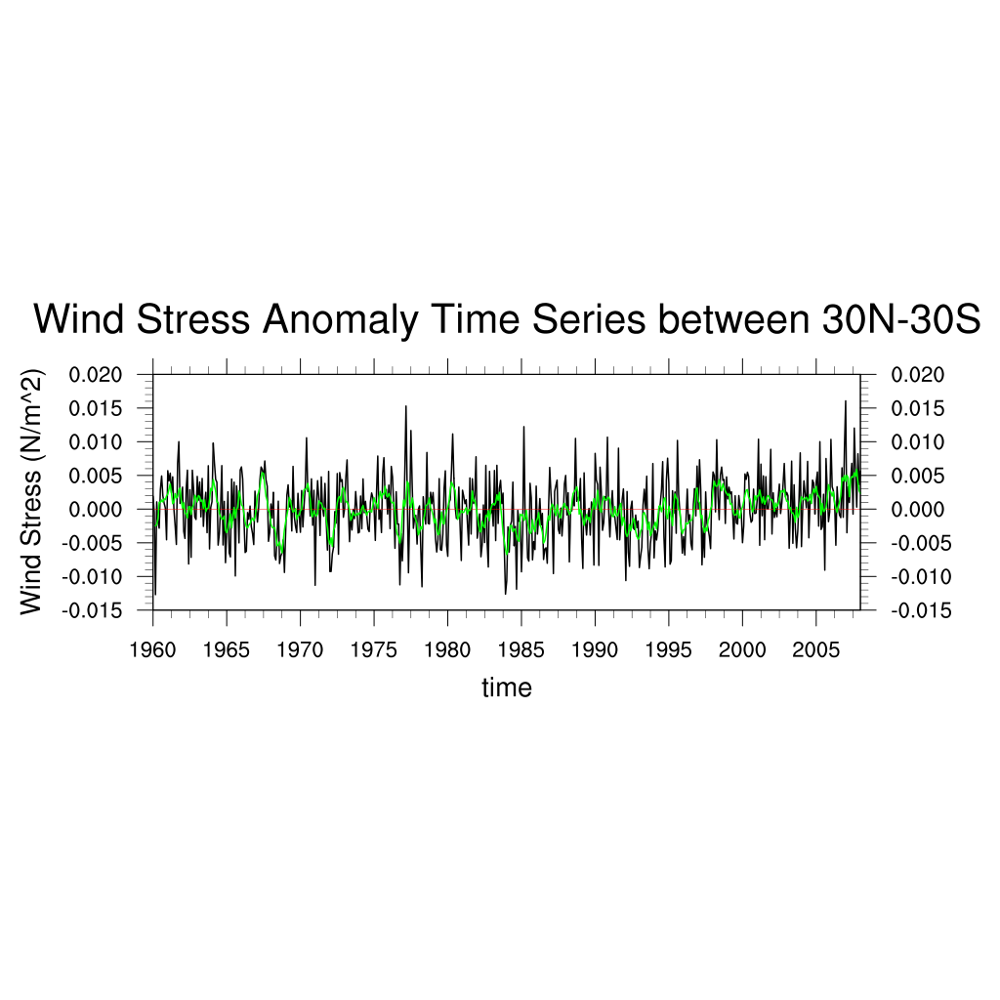 Wind Stress Anomaly Time Series between 30N-30S
Wind Stress (N/m^2)
0.020 0.020
0.015 0.015
0.010 0.010
0.005 0.005
0.000 0.000
-0.005 -0.005
-0.010 -0.010
-0.015 -0.015
1960 1965 1970 1975 1980 1985 1990 1995 2000 2005
time